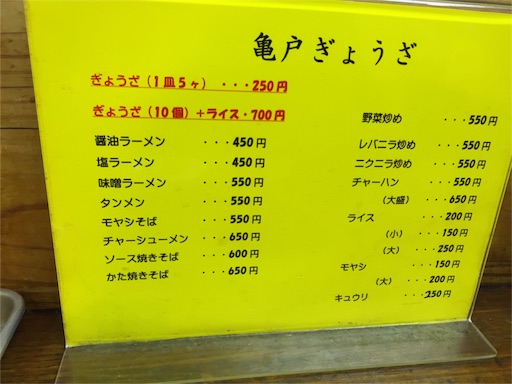 亀戸ぎょうざ
ぎょうざ（1皿5ヶ）・・・250円
ぎょうざ（10個）＋ライス・700円
醤油ラーメン ・・・450円
塩ラーメン ・・・450円
味噌ラーメン ・・・550円
タンメン ・・・550円
モヤシそば ・・・550円
チャーシューメン ・・・650円
ソース焼きそば ・・・600円
かた焼きそば ・・・650円
野菜炒め ・・・550円
レバニラ炒め ・・・550円
ニクニラ炒め ・・・550円
チャーハン ・・・550円
（大盛） ・・・650円
ライス ・・・200円
（小） ・・・150円
（大） ・・・250円
モヤシ ・・・150円
（大） ・・・200円
キュウリ ・・・250円